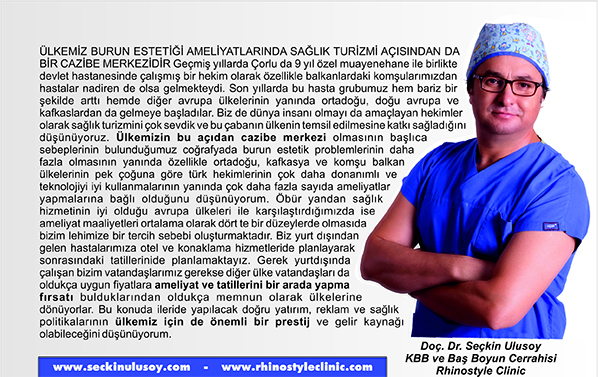 ÜLKEMİZ BURUN ESTETİĞİ AMELİYATLARINDA SAĞLIK TURİZMİ AÇISINDAN DA
BİR CAZİBE MERKEZİDİR Geçmiş yıllarda Çorlu da 9 yıl özel muayenehane ile birlikte
devlet hastanesinde çalışmış bir hekim olarak özellikle balkanlardaki komşularımızdan
hastalar nadiren de olsa gelmekteydi. Son yıllarda bu hasta grubumuz hem bariz bir
şekilde arttı hemde diğer avrupa ülkelerinin yanında ortadoğu, doğu avrupa ve
kafkaslardan da gelmeye başladılar. Biz de dünya insanı olmayı da amaçlayan hekimler
olarak sağlık turizmini çok sevdik ve bu çabanın ülkenin temsil edilmesine katkı sağladığını
düşünüyoruz. Ülkemizin bu açıdan cazibe merkezi olmasının başlıca
sebeplerinin bulunduğumuz coğrafyada burun estetik problemlerinin daha
fazla olmasının yanında özellikle ortadoğu, kafkasya ve komşu balkan
ülkelerinin pek çoğuna göre türk hekimlerinin çok daha donanımlı ve
teknolojiyi iyi kullanmalarının yanında çok daha fazla sayıda ameliyatlar
yapmalarına bağlı olduğunu düşünüyorum. Öbür yandan sağlık
hizmetinin iyi olduğu avrupa ülkeleri ile karşılaştırdığımızda ise
ameliyat maaliyetleri ortalama olarak dört te bir düzeylerde olmasıda
bizim lehimize bir tercih sebebi oluşturmaktadır. Biz yurt dışından
gelen hastalarımıza otel ve konaklama hizmetleride planlayarak
sonrasındaki tatillerinide planlamaktayız. Gerek yurtdışında
çalışan bizim vatandaşlarımız gerekse diğer ülke vatandaşları da
oldukça uygun fiyatlara ameliyat ve tatillerini bir arada yapma
fırsatı bulduklarından oldukça memnun olarak ülkelerine
dönüyorlar. Bu konuda ileride yapılacak doğru yatırım, reklam ve sağlık
politikalarının ülkemiz için de önemli bir prestij ve gelir kaynağı
olabileceğini düşünüyorum.
www.seckinulusoy.com - www.rhinostyleclinic.com
Doç. Dr. Seçkin Ulusoy
KBB ve Baş Boyun Cerrahisi
Rhinostyle Clinic